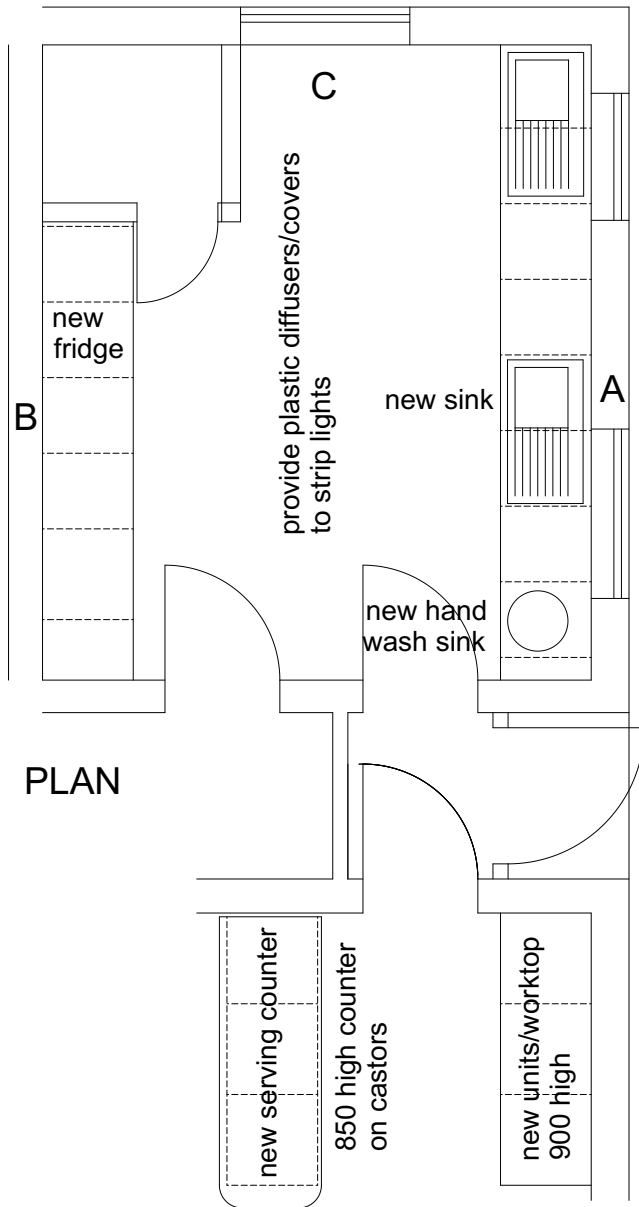 C
provide plastic diffusers/covers
to strip lights
new
fridge
B
new sink
A
new hand
wash sink
PLAN
new serving counter
850 high counter
on castors
new units/worktop
900 high